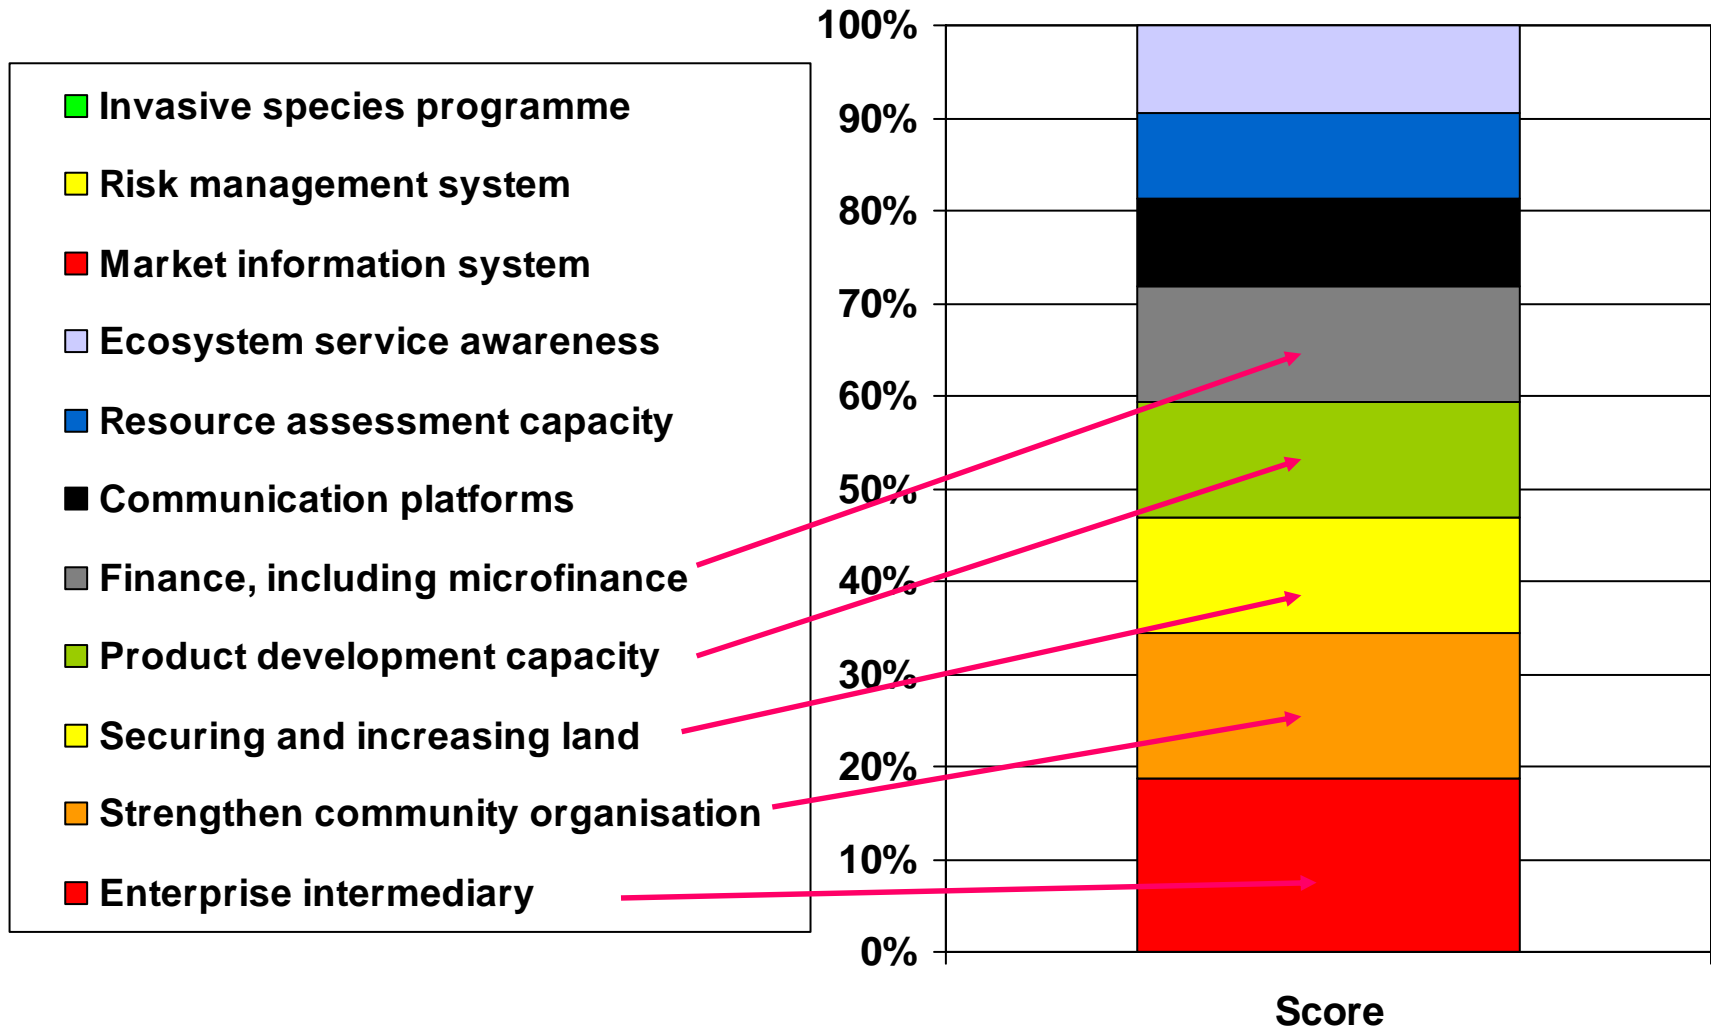 Invasive species programme
Risk management system
Market information system
Ecosystem service awareness
Resource assessment capacity
Communication platforms
Finance, including microfinance
Product development capacity
Securing and increasing land
Strengthen community organisation
Enterprise intermediary
100%
90%
80%
70%
60%
50%
40%
30%
20%
10%
0%
Score